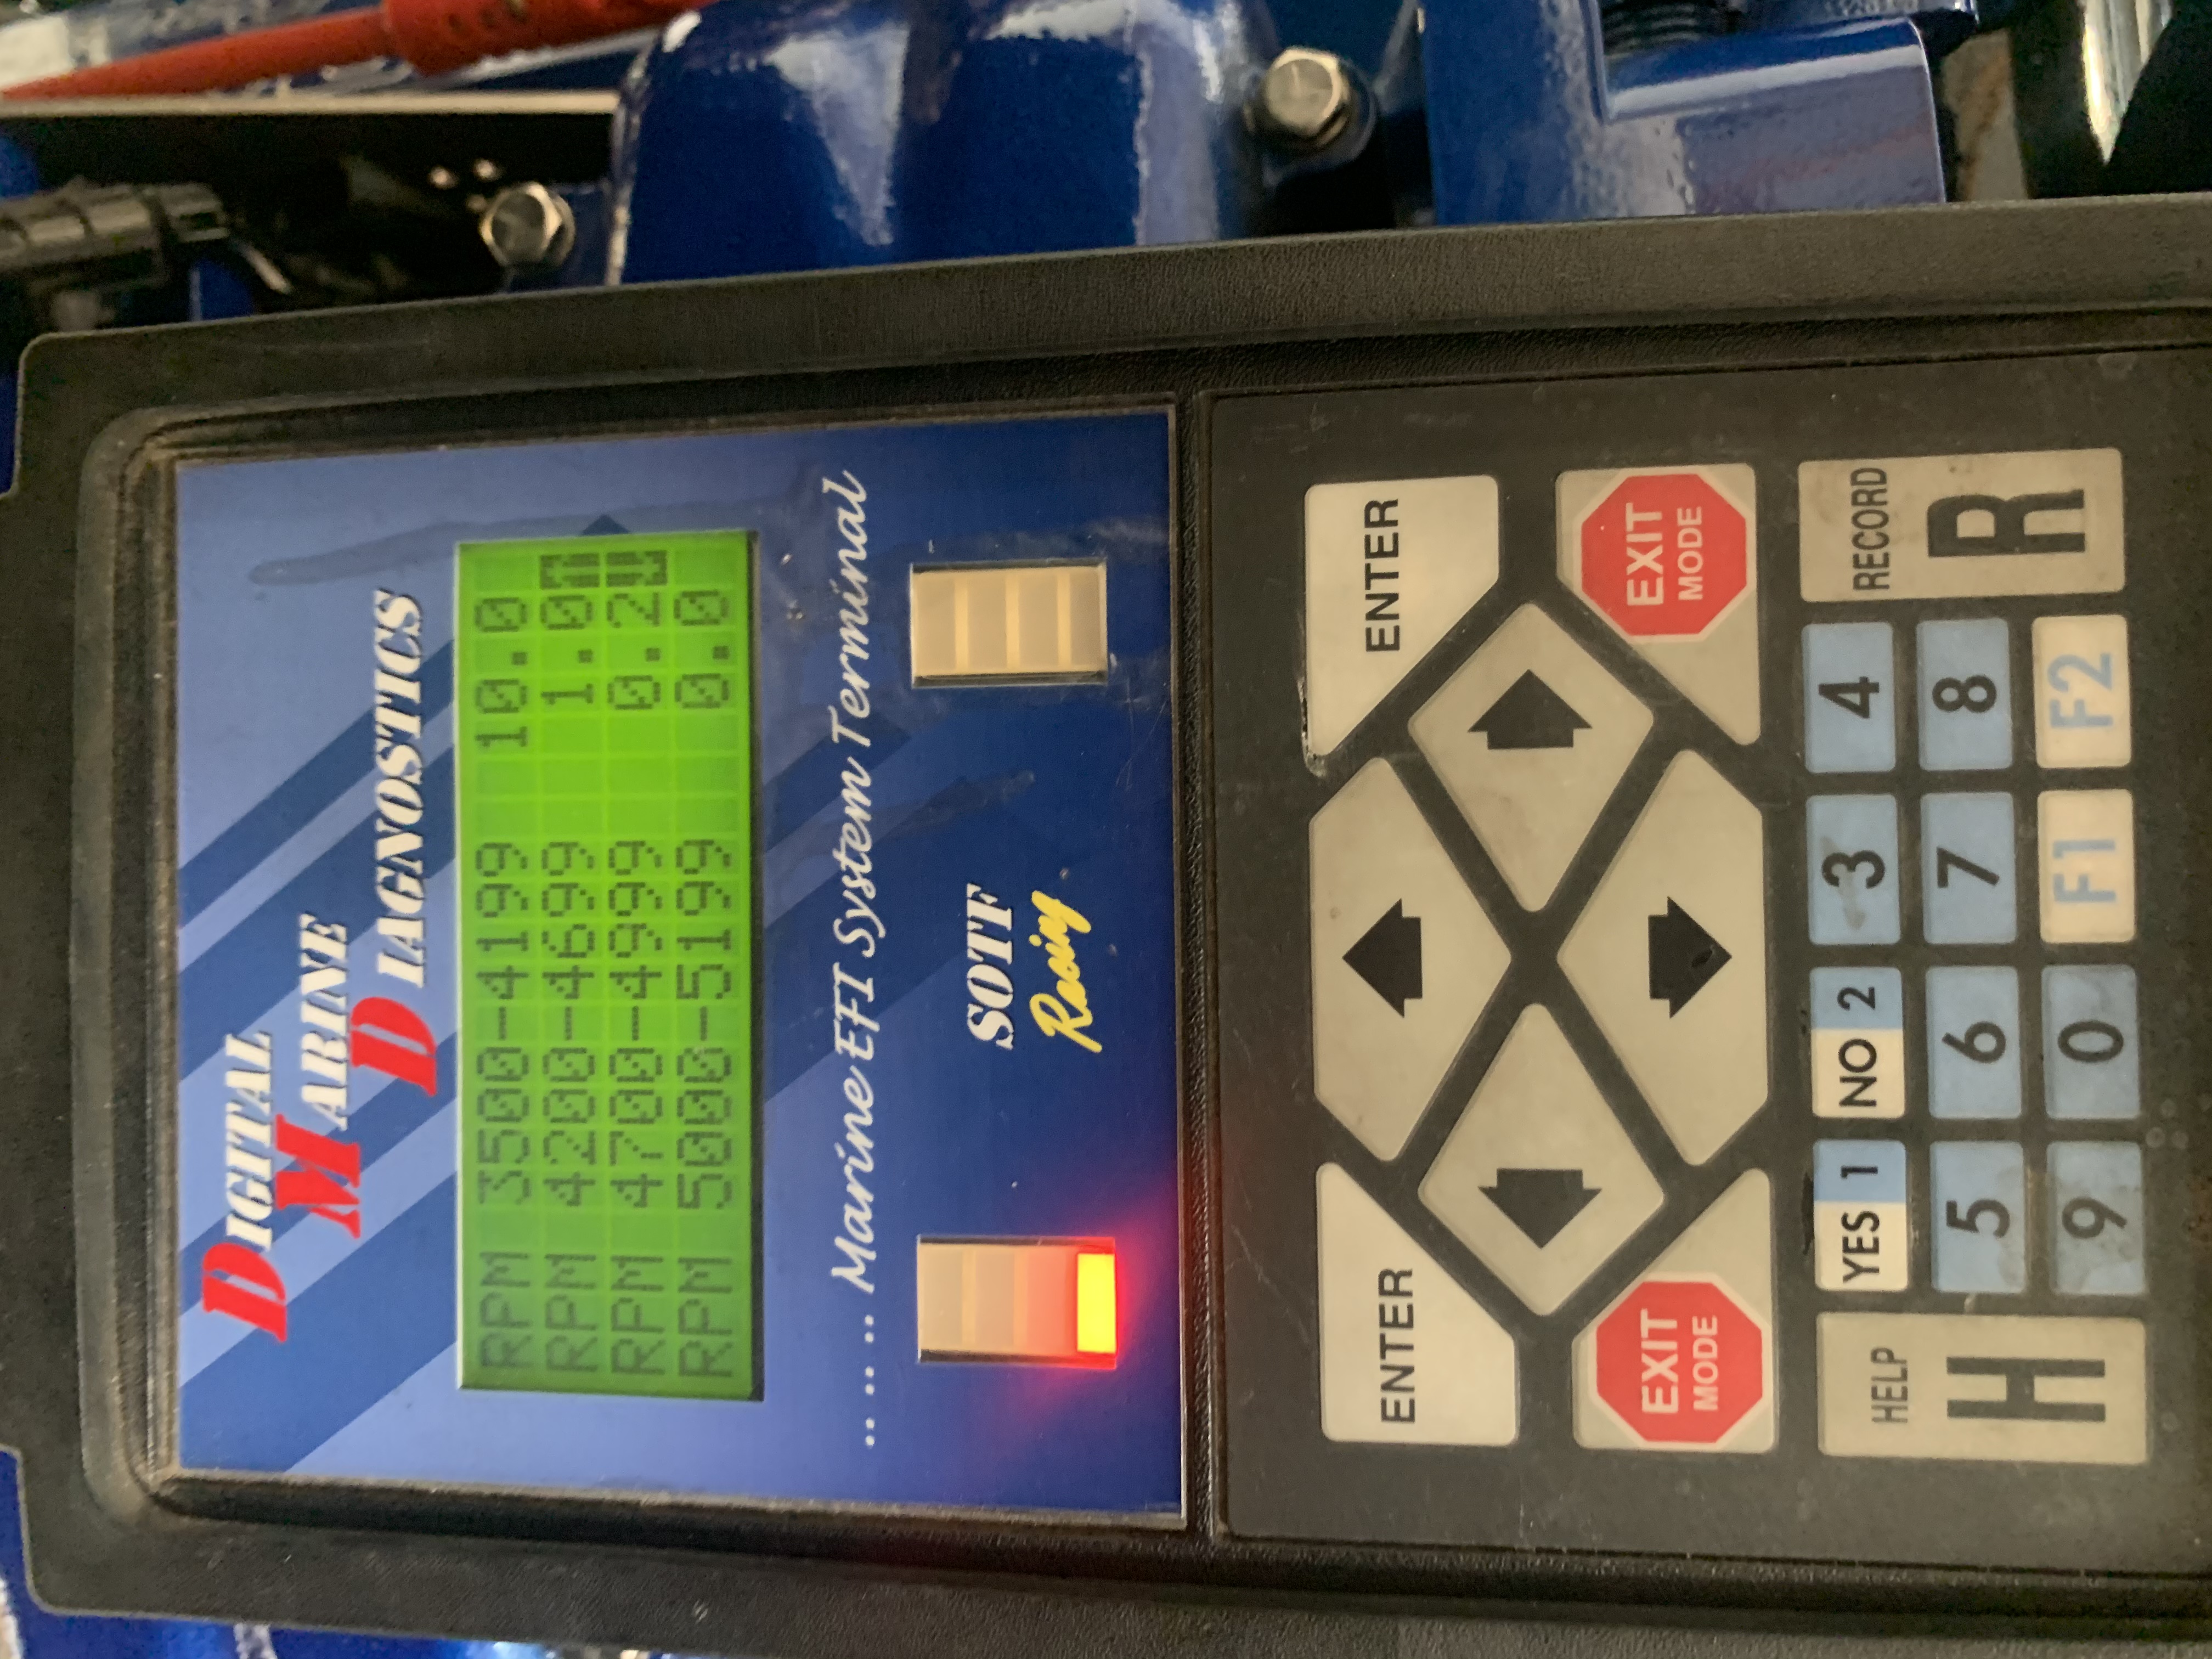 DIGITAL
MARINE
DIAGNOSTICS
RPM 3500-4199 10.0
RPM 4200-4699 1.0
RPM 4700-4999 0.2
RPM 5000-5199 0.0
.. .. .. Marine EFI System Terminal
SOTF
Racing
ENTER ENTER
EXIT MODE EXIT MODE
HELP H YES 1 NO 2 3 4 RECORD R
5 6 7 8
9 0 F1 F2